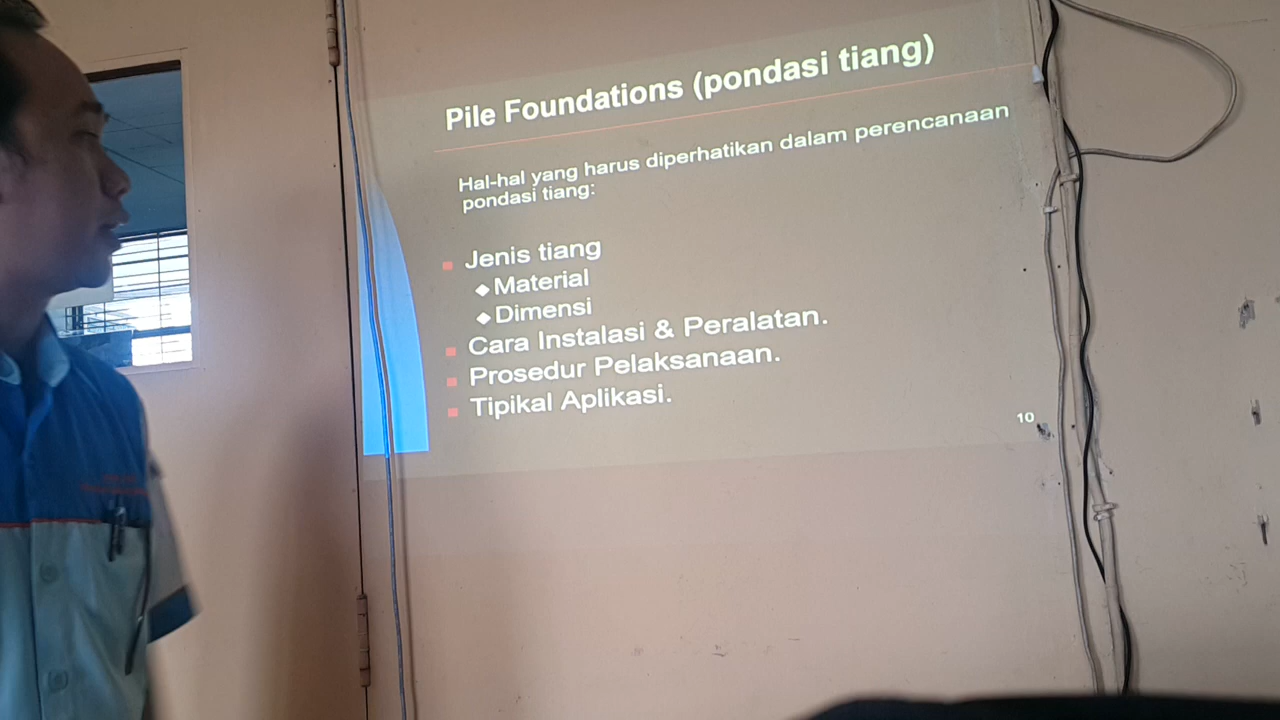 Pile Foundations (pondasi tiang)
Hal-hal yang harus diperhatikan dalam perencanaan
pondasi tiang:
Jenis tiang
Material
Dimensi
Cara Instalasi & Peralatan.
Prosedur Pelaksanaan.
Tipikal Aplikasi.
10